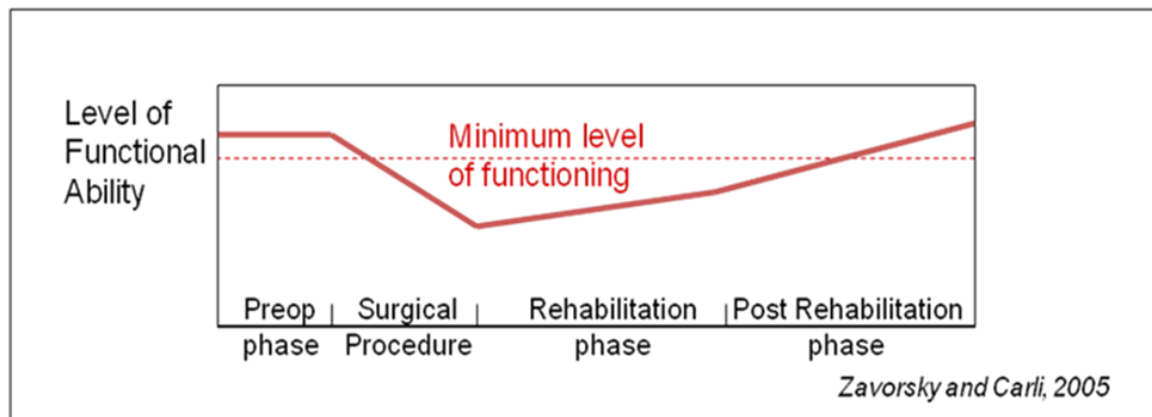 Level of
Functional
Ability
Minimum level
of functioning
Preop
phase
Surgical
Procedure
Rehabilitation
phase
Post Rehabilitation
phase
Zavorsky and Carli, 2005